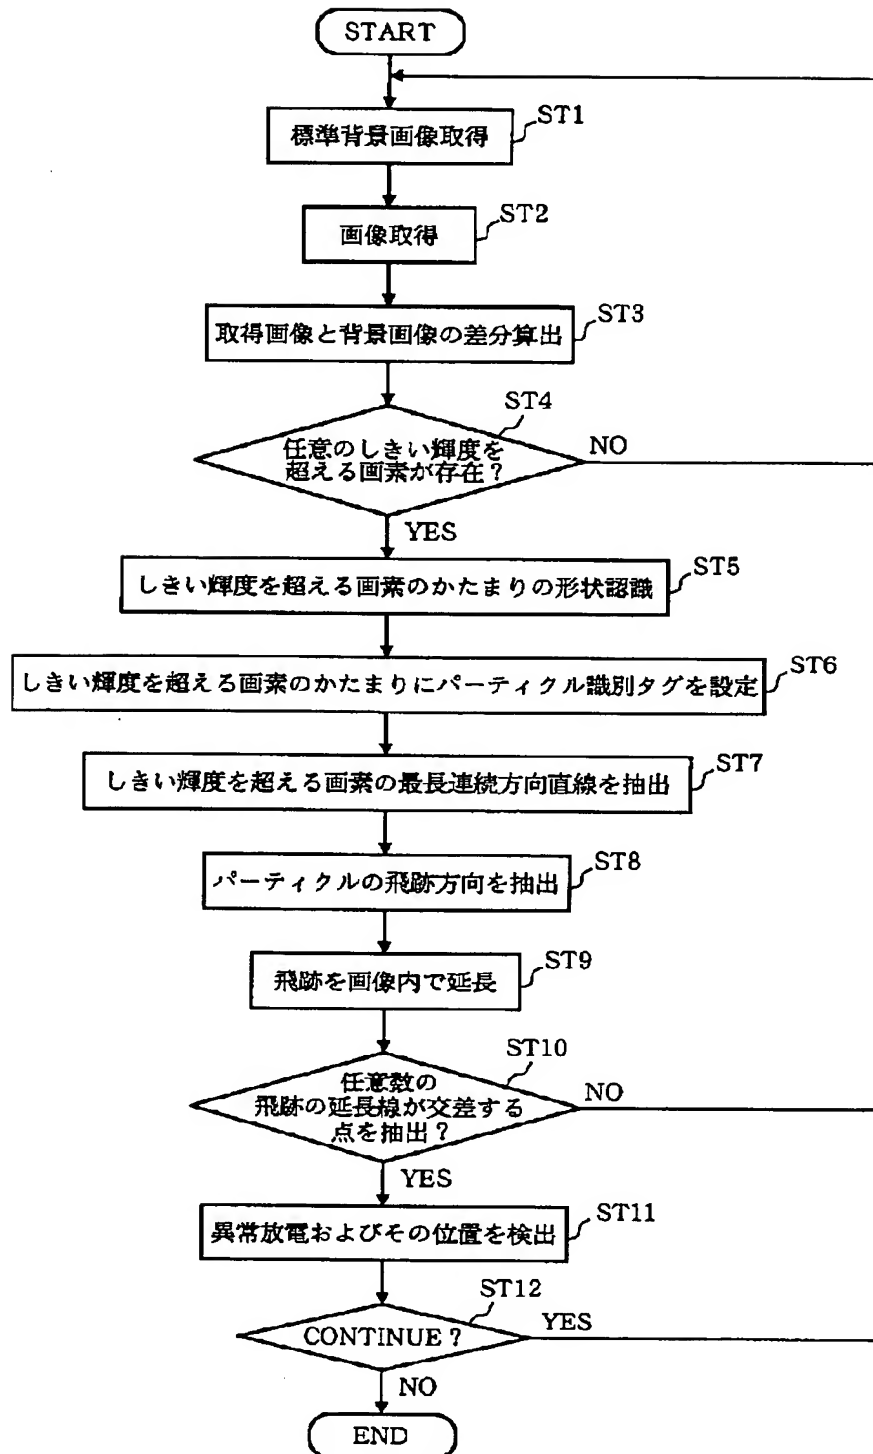 START
標準背景画像取得
ST1
画像取得
ST2
取得画像と背景画像の差分算出
ST3
ST4
任意のしきい輝度を
超える画素が存在?
NO
YES
しきい輝度を超える画素のかたまりの形状認識
ST5
しきい輝度を超える画素のかたまりにパーティクル識別タグを設定
ST6
しきい輝度を超える画素の最長連続方向直線を抽出
ST7
パーティクルの飛跡方向を抽出
ST8
飛跡を画像内で延長
ST9
ST10
任意数の
飛跡の延長線が交差する
点を抽出?
NO
YES
異常放電およびその位置を検出
ST11
ST12
CONTINUE?
YES
NO
END